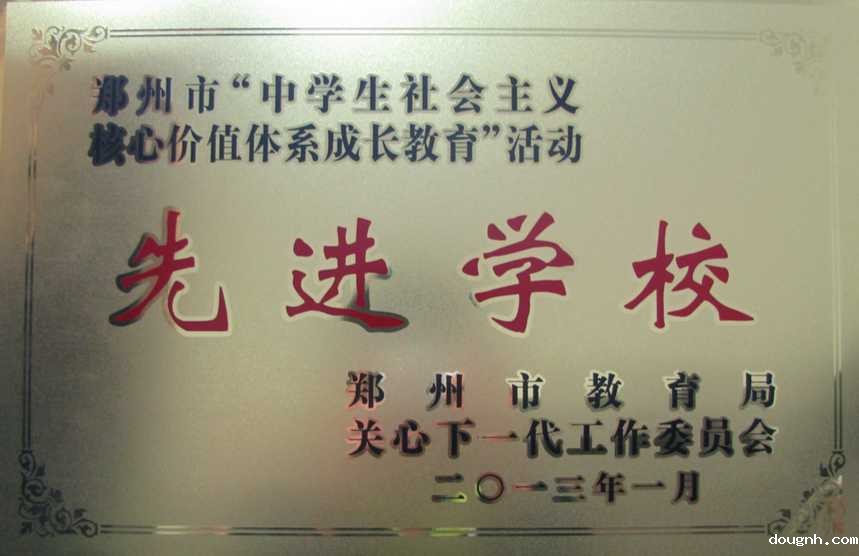 郑州市“中学生社会主义
核心价值体系成长教育”活动
先进学校
郑州市教育局
关心下一代工作委员会
二〇一三年一月
dougnh.com